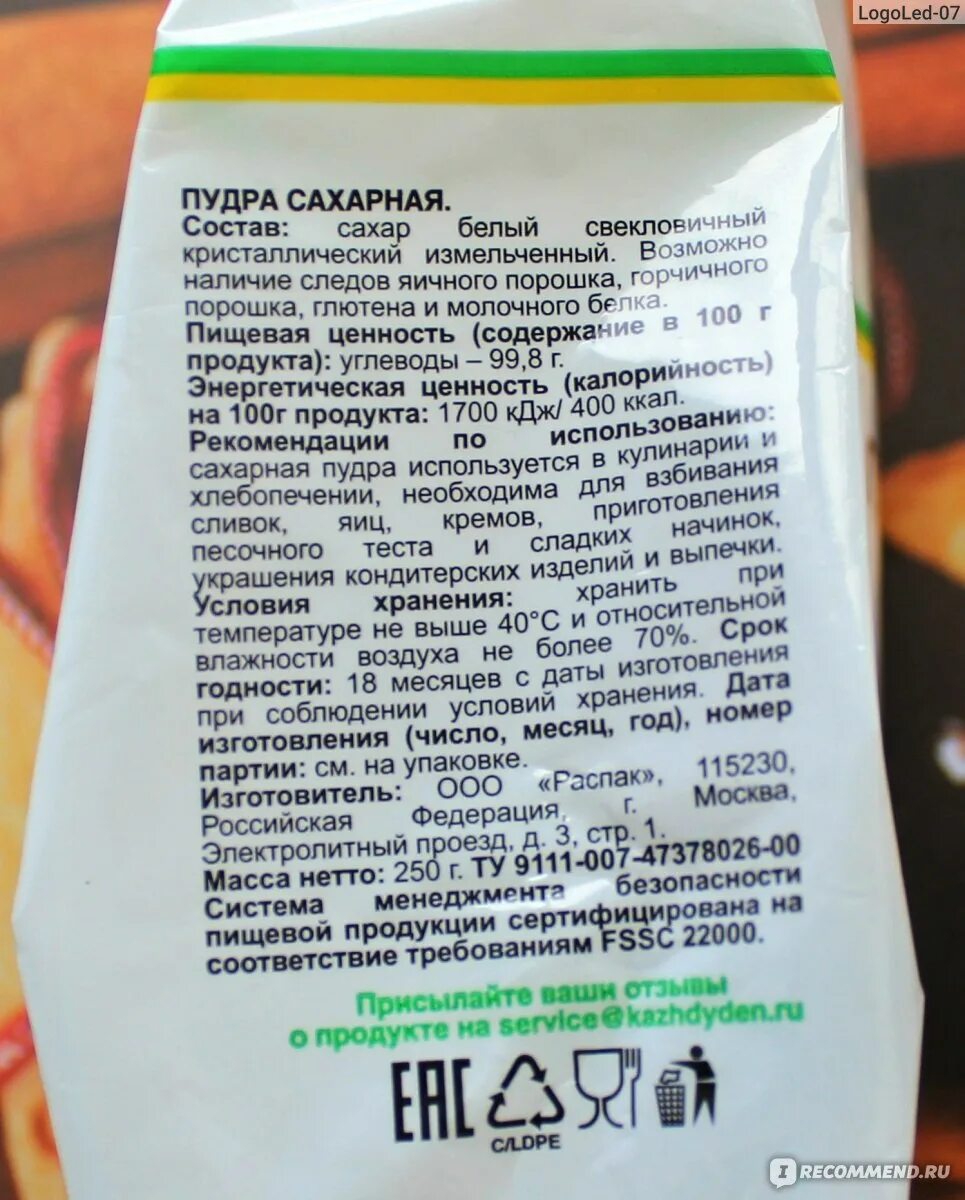 LogoLed-07
ПУДРА САХАРНАЯ.
Состав: сахар белый свекловичный
кристаллический измельченный. Возможно
наличие следов яичного порошка, горчичного
порошка, глютена и молочного белка.
Пищевая ценность (содержание в 100 г
продукта): углеводы – 99,8 г.
Энергетическая ценность (калорийность)
на 100г продукта: 1700 кДж/ 400 ккал.
Рекомендации по использованию:
сахарная пудра используется в кулинарии и
хлебопечении, необходима для взбивания
сливок, яиц, кремов, приготовления
песочного теста и сладких начинок,
украшения кондитерских изделий и выпечки.
Условия хранения: хранить при
температуре не выше 40°С и относительной
влажности воздуха не более 70%. Срок
годности: 18 месяцев с даты изготовления
при соблюдении условий хранения. Дата
изготовления (число, месяц, год), номер
партии: см. на упаковке.
Изготовитель: ООО «Распак», 115230,
Российская Федерация, г. Москва,
Электролитный проезд, д. 3, стр. 1.
Масса нетто: 250 г. ТУ 9111-007-47378026-00
Система менеджмента безопасности
пищевой продукции сертифицирована на
соответствие требованиям FSSC 22000.
Присылайте ваши отзывы
о продукте на service@kazhdyden.ru
ЕАС
C/LDPE
IRECOMMEND.RU